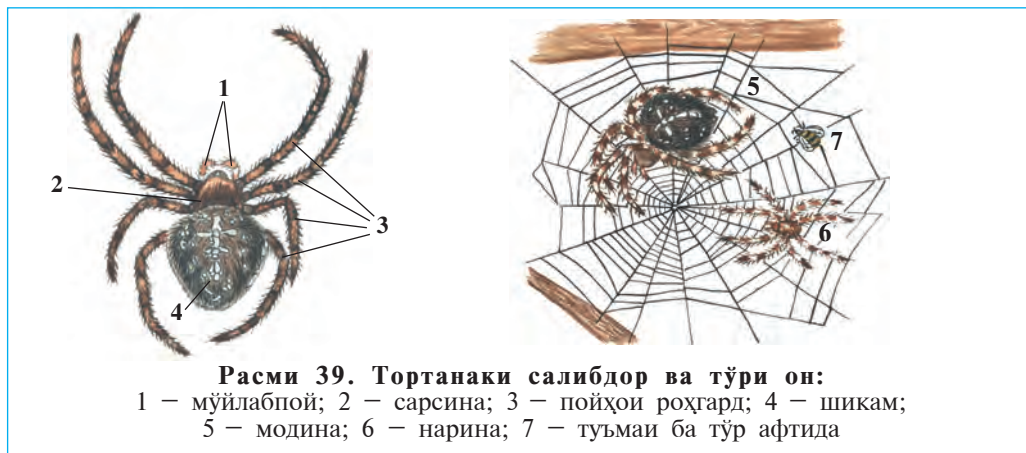 1
2
3
4
5
7
6
Расми 39. Тортанаки салибдор ва тӯри он:
1 – мӯйлабпой; 2 – сарсина; 3 – пойҳои роҳгард; 4 – шикам;
5 – модина; 6 – нарина; 7 – туъмаи ба тӯр афтида